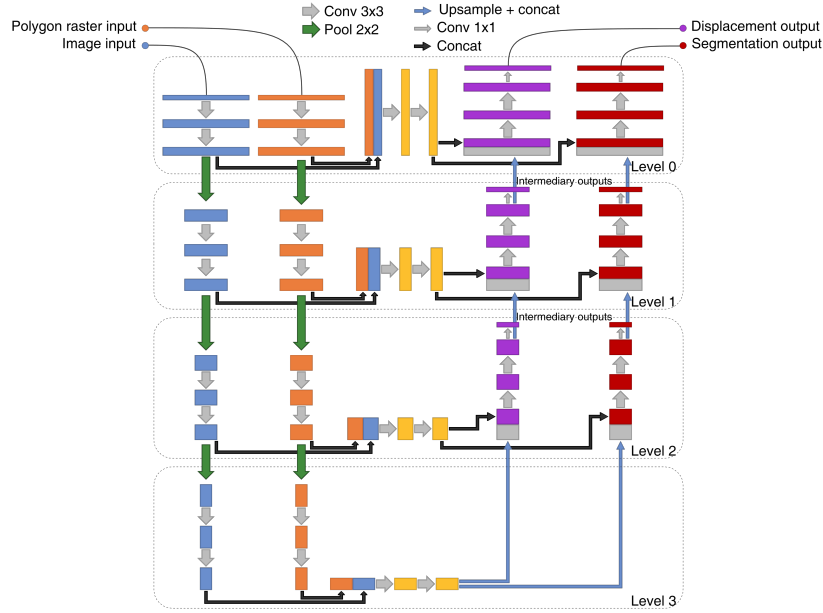 Conv 3x3
Pool 2x2
Upsample + concat
Conv 1x1
Concat
Polygon raster input
Image input
Displacement output
Segmentation output
Level 0
Intermediary outputs
Level 1
Intermediary outputs
Level 2
Level 3